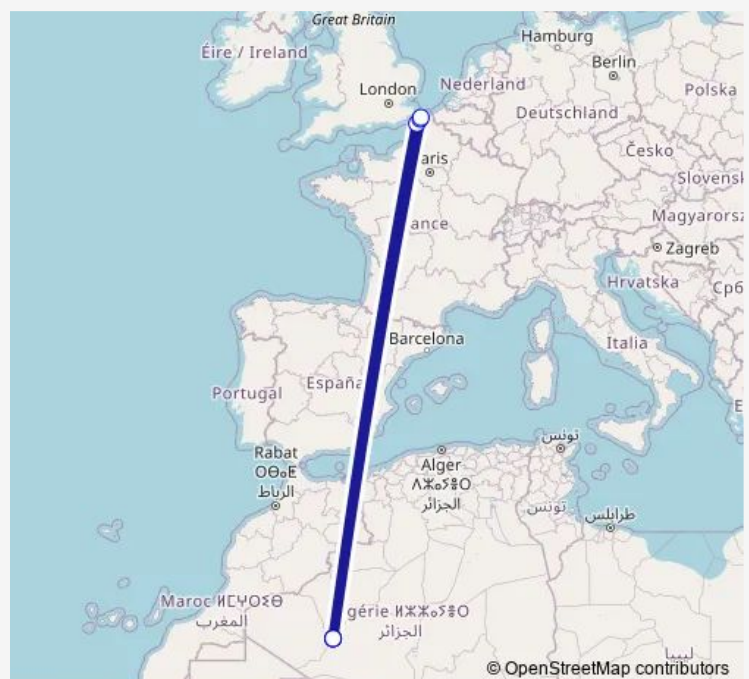 Great Britain
Éire / Ireland
Hamburg
Berlin
London
Nederland
Polska
Deutschland
Česko
aris
Slovensk
ance
Magyarorsz
Zagreb
Hrvatska
Срб
Barcelona
Italia
España
Portugal
Rabat
ⵔⴱⴰⵟ
الرباط
Alger
ⴷⵣⴰⵢⴻⵔ
الجزائر
تونس
تونس
طرابلس
Maroc ⵍⵎⵖⵔⵉⴱ
المغرب
gérie
الجزائر
ليبيا
© OpenStreetMap contributors